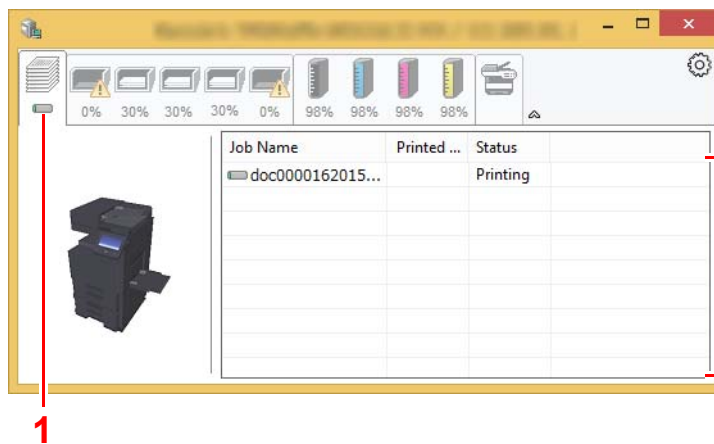 0% 30% 30% 30% 0% 98% 98% 98% 98%
Job Name Printed ... Status
doc0000162015... Printing
1